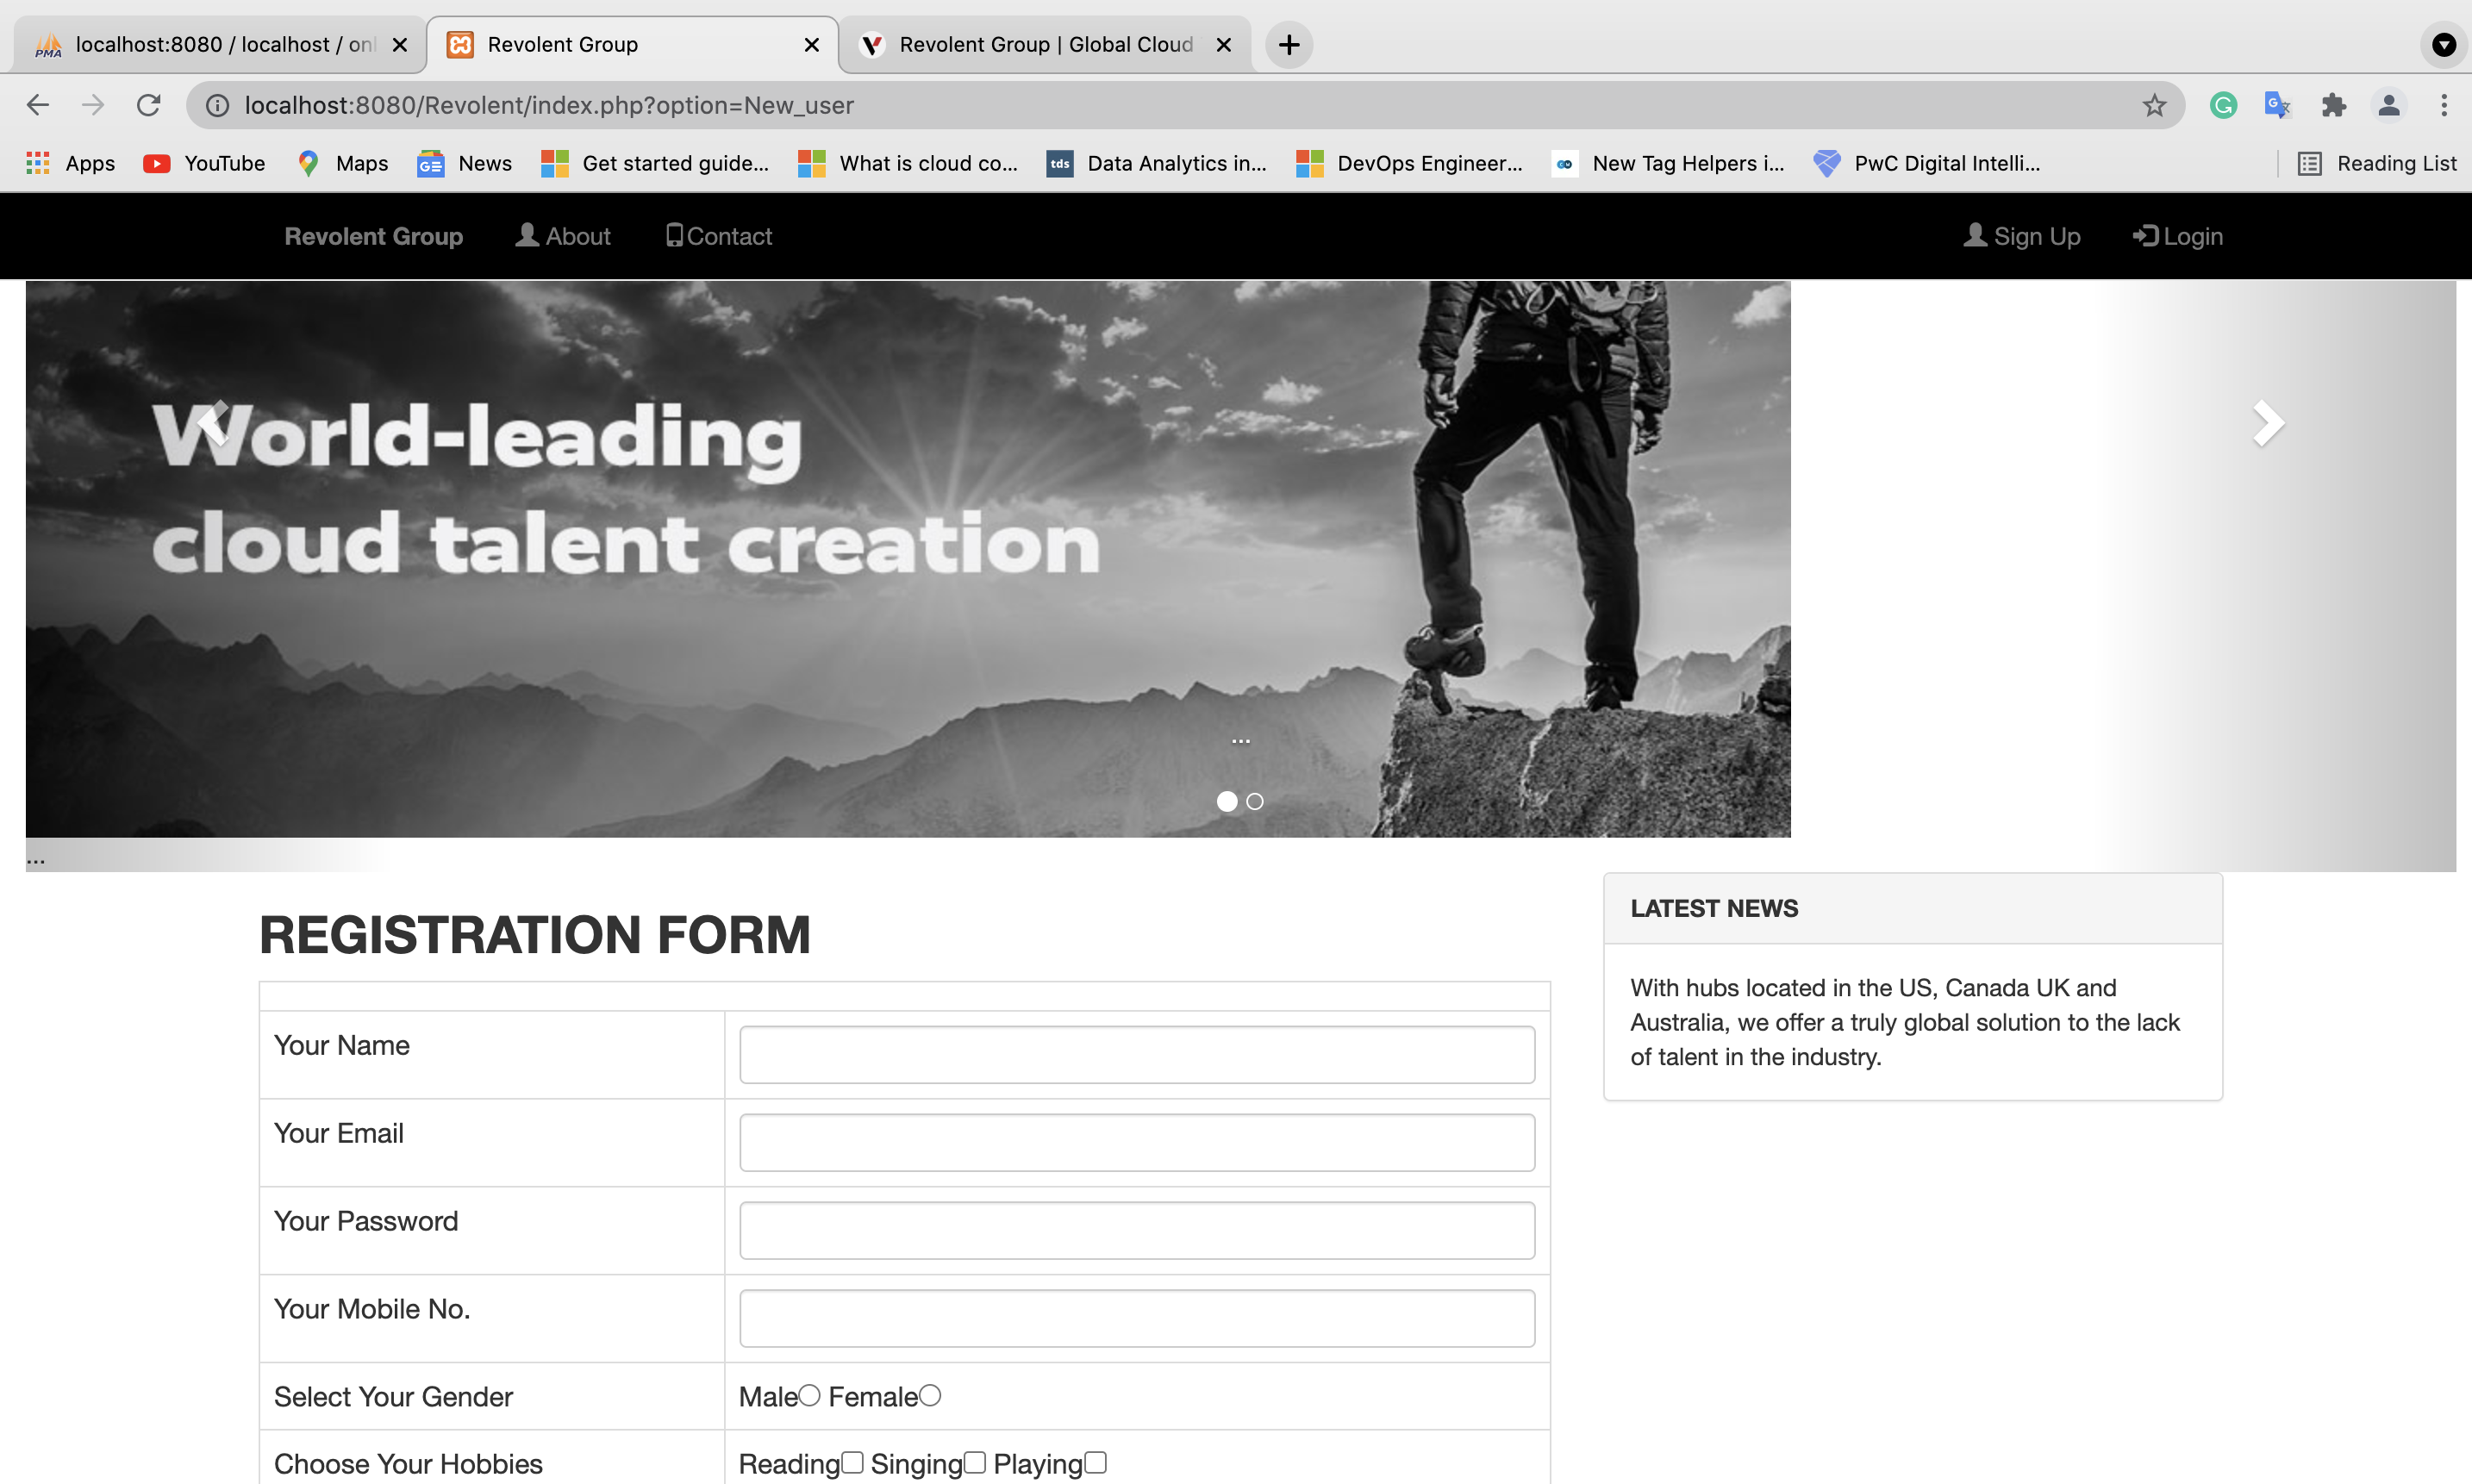 PMA localhost:8080 / localhost / onl Revolent Group Revolent Group | Global Cloud
localhost:8080/Revolent/index.php?option=New_user
Apps YouTube Maps GE News Get started guide... What is cloud co... tds Data Analytics in... DevOps Engineer... New Tag Helpers i... PwC Digital Intelli... Reading List
Revolent Group About Contact Sign Up Login
World-leading
cloud talent creation
...
...
REGISTRATION FORM
Your Name
Your Email
Your Password
Your Mobile No.
Select Your Gender Male Female
Choose Your Hobbies Reading Singing Playing
LATEST NEWS
With hubs located in the US, Canada UK and
Australia, we offer a truly global solution to the lack
of talent in the industry.